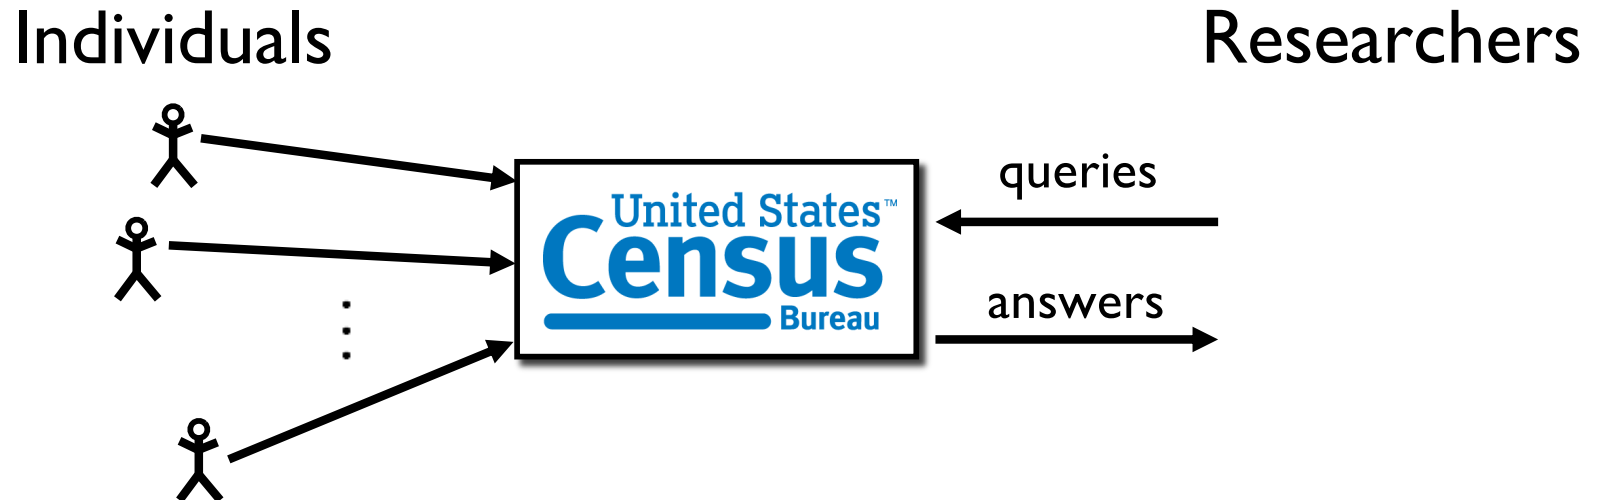 Individuals
Researchers
United States™
Census
Bureau
queries
answers